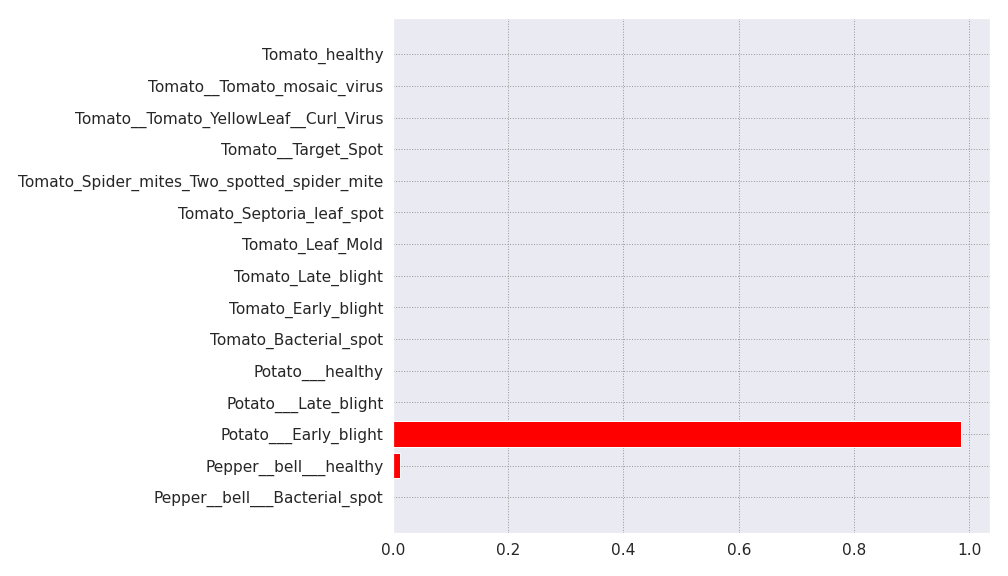 Tomato_healthy
Tomato__Tomato_mosaic_virus
Tomato__Tomato_YellowLeaf__Curl_Virus
Tomato__Target_Spot
Tomato_Spider_mites_Two_spotted_spider_mite
Tomato_Septoria_leaf_spot
Tomato_Leaf_Mold
Tomato_Late_blight
Tomato_Early_blight
Tomato_Bacterial_spot
Potato___healthy
Potato___Late_blight
Potato___Early_blight
Pepper__bell___healthy
Pepper__bell___Bacterial_spot
0.0 0.2 0.4 0.6 0.8 1.0